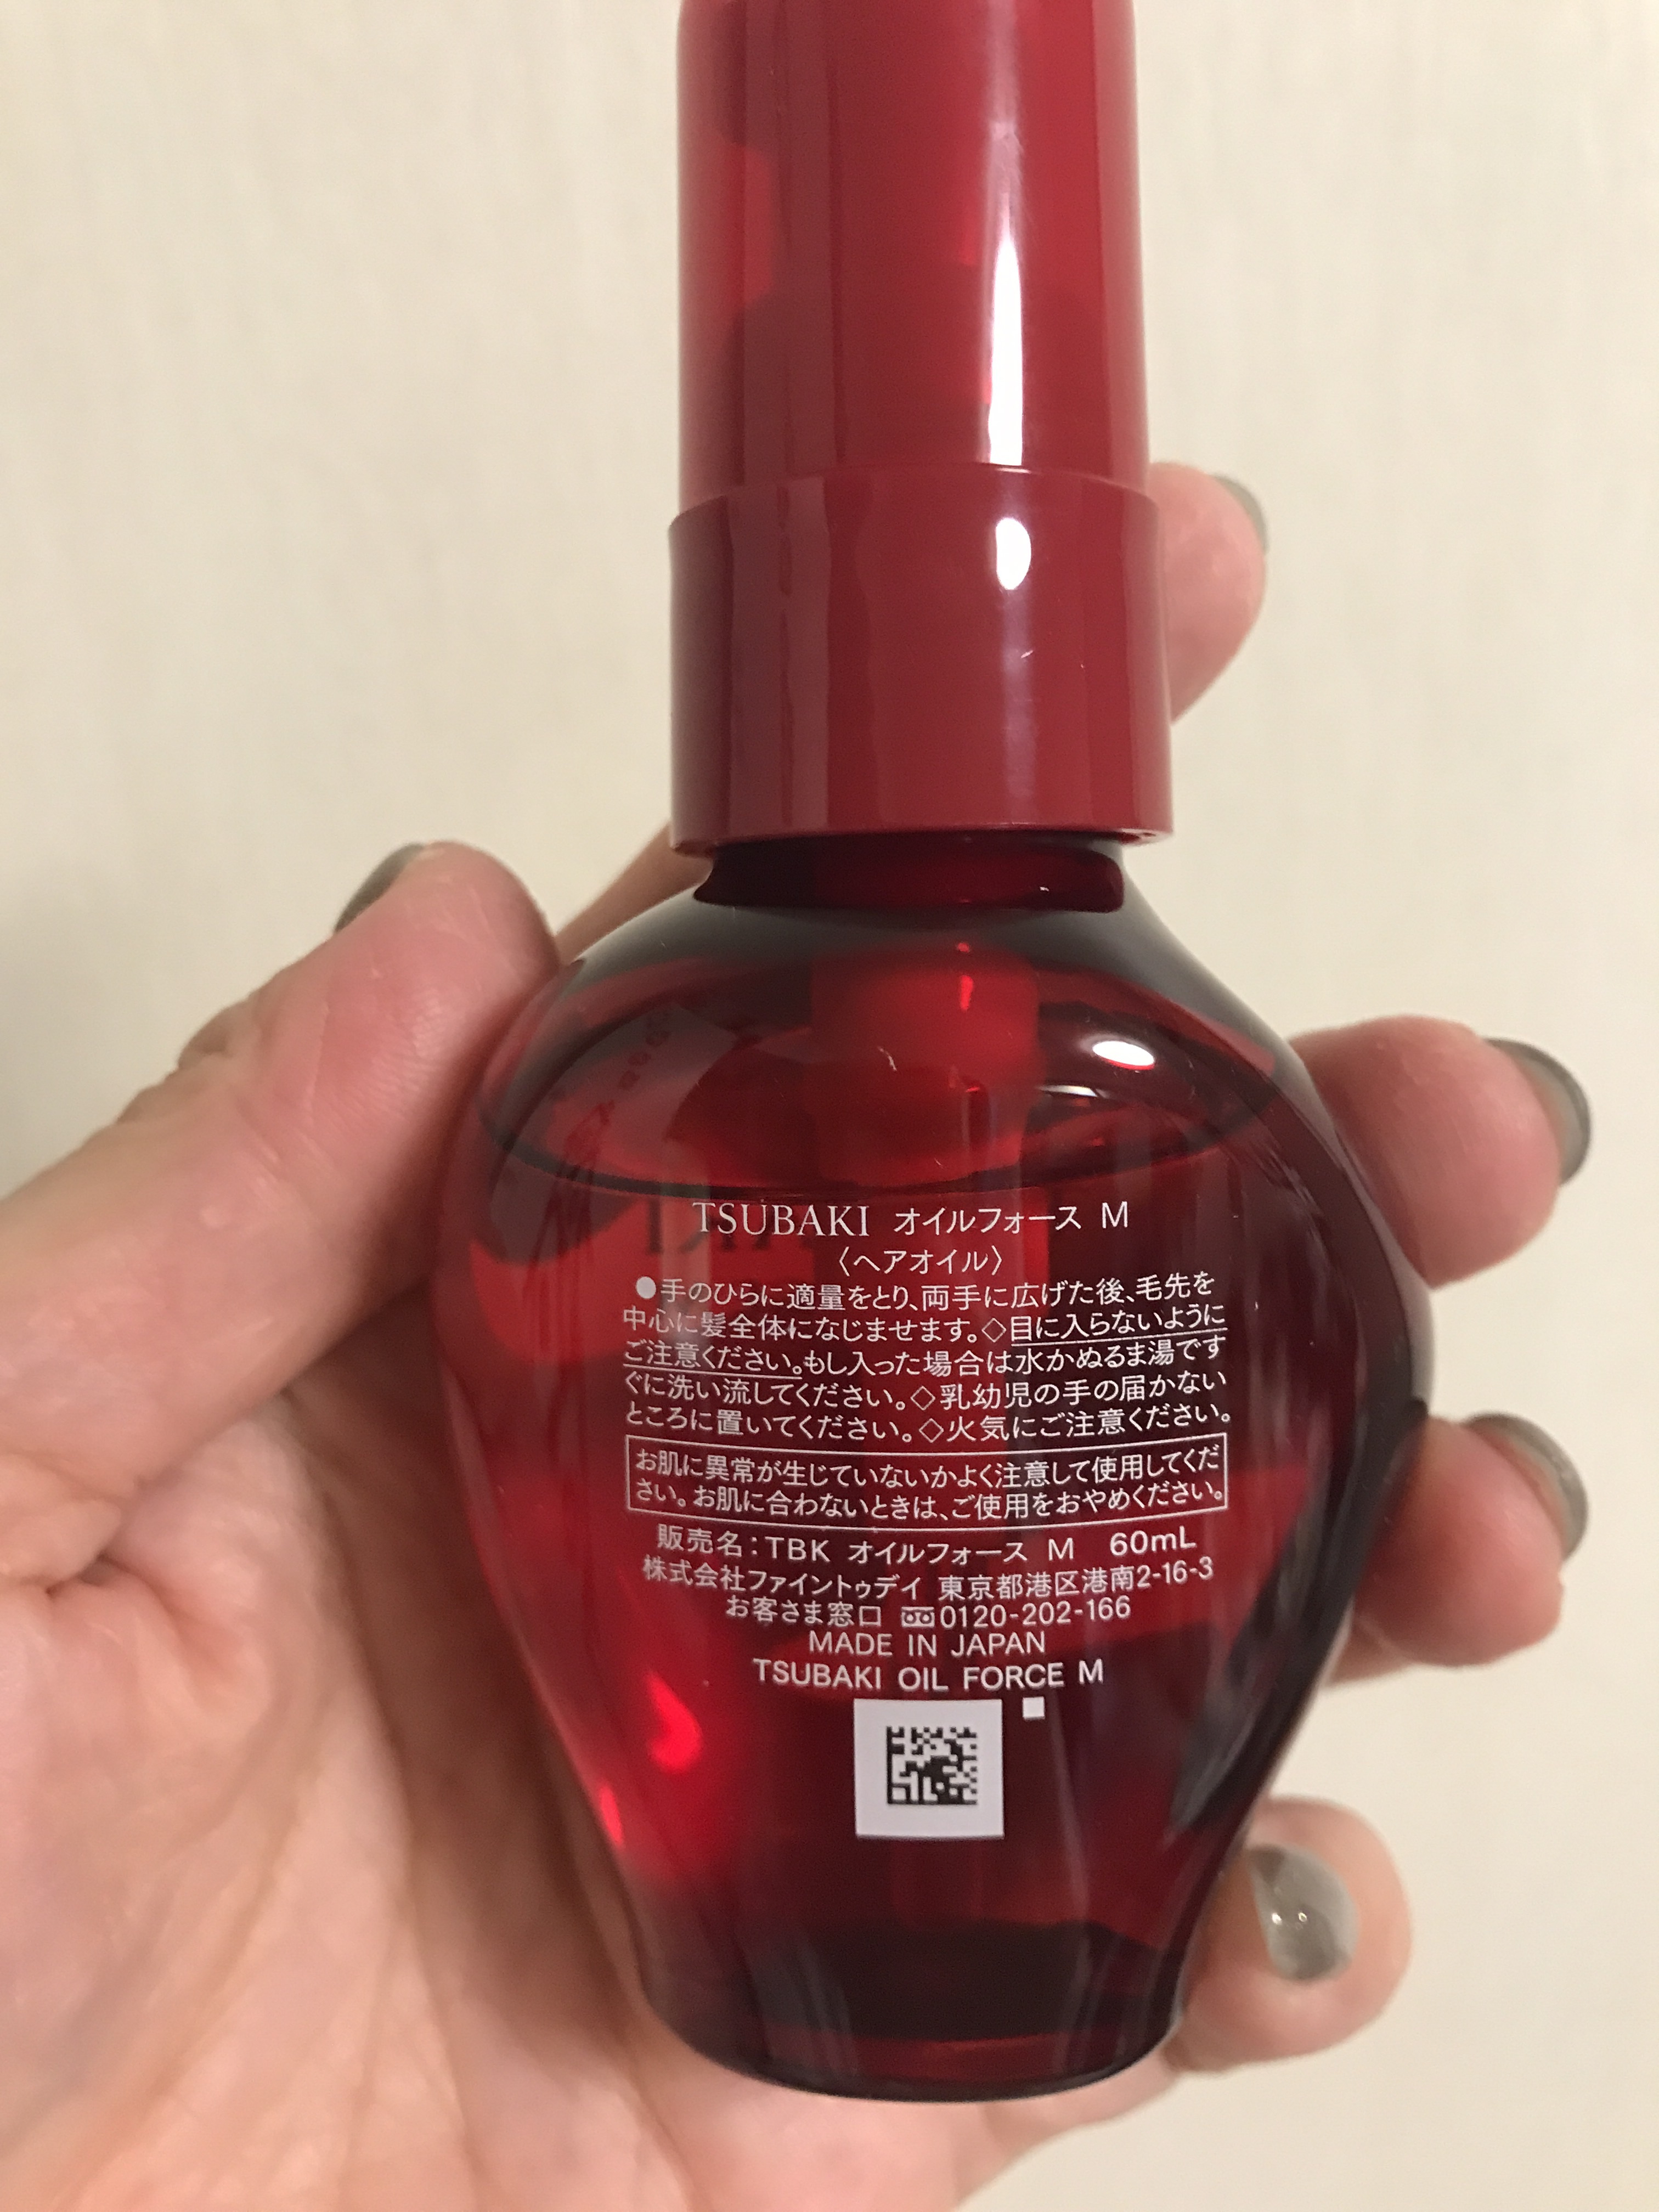 TSUBAKI オイルフォース M
〈ヘアオイル〉
●手のひらに適量をとり、両手に広げた後、毛先を
中心に髪全体になじませます。◇目に入らないように
ご注意ください。もし入った場合は水かぬるま湯です
ぐに洗い流してください。◇乳幼児の手の届かない
ところに置いてください。◇火気にご注意ください。
お肌に異常が生じていないかよく注意して使用してくだ
さい。お肌に合わないときは、ご使用をおやめください。
販売名:TBK オイルフォース M 60mL
株式会社ファイントゥデイ 東京都港区港南2-16-3
お客さま窓口 0120-202-166
MADE IN JAPAN
TSUBAKI OIL FORCE M